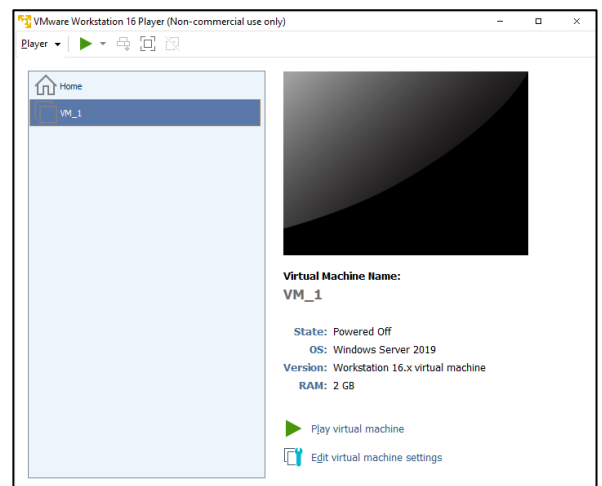 VMware Workstation 16 Player (Non-commercial use only)
Player
Home
VM_1
Virtual Machine Name:
VM_1
State: Powered Off
OS: Windows Server 2019
Version: Workstation 16.x virtual machine
RAM: 2 GB
Play virtual machine
Edit virtual machine settings